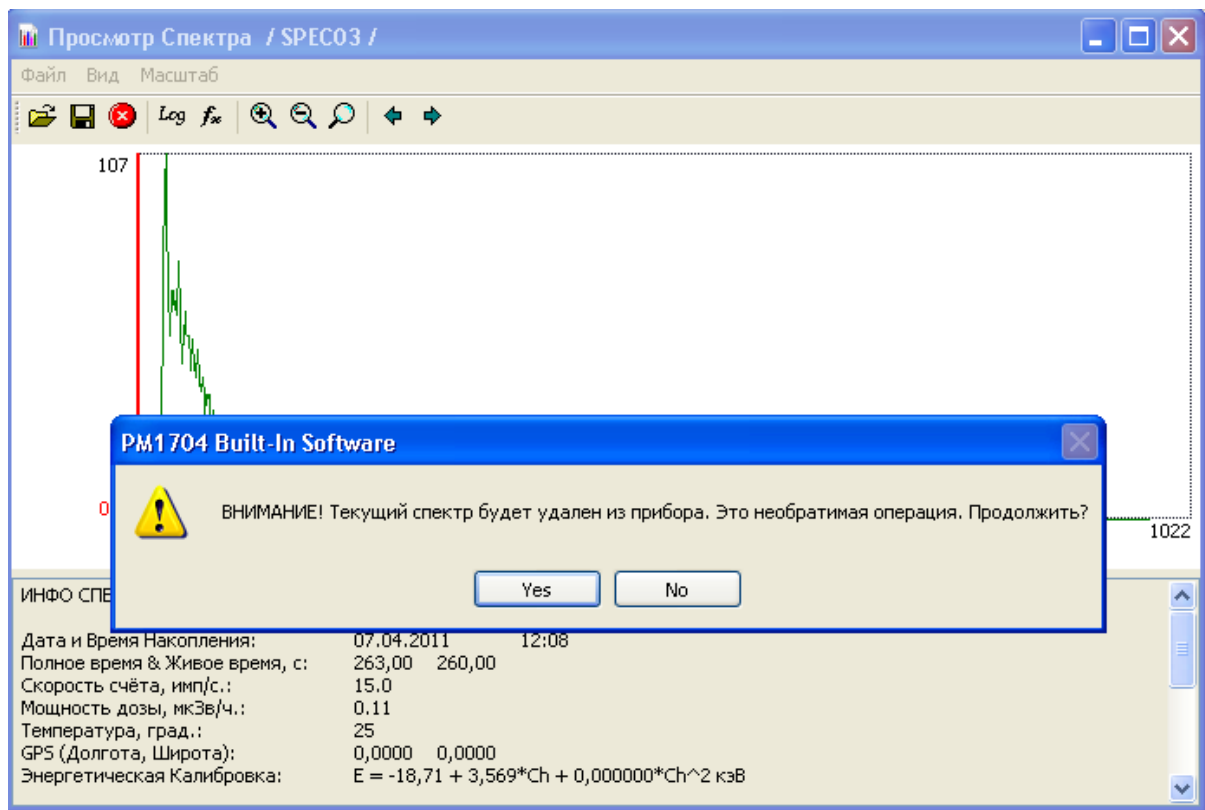 Просмотр Спектра / SPEC03 /
Файл Вид Масштаб
Log fx
107
PM1704 Built-In Software
0
ВНИМАНИЕ! Текущий спектр будет удален из прибора. Это необратимая операция. Продолжить?
1022
Yes No
ИНФО СПЕ
Дата и Время Накопления: 07.04.2011 12:08
Полное время & Живое время, с: 263,00 260,00
Скорость счёта, имп/с.: 15.0
Мощность дозы, мкЗв/ч.: 0.11
Температура, град.: 25
GPS (Долгота, Широта): 0,0000 0,0000
Энергетическая Калибровка: E = -18,71 + 3,569*Ch + 0,000000*Ch^2 кэВ